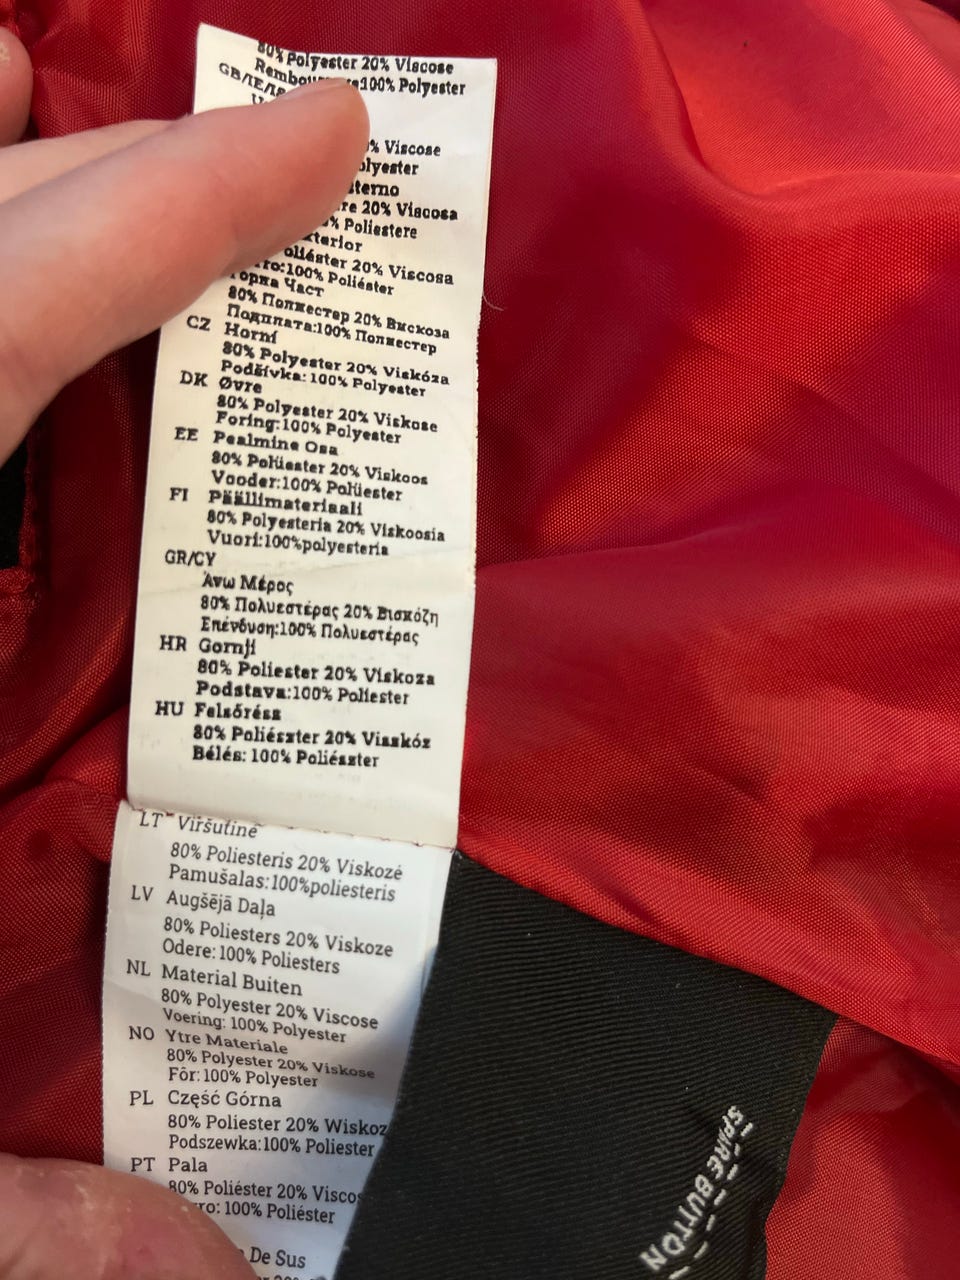 80% Polyester 20% Viscose
100% Polyester
GB/IE/
Viscose
20% Viscosa
Poliestere
20% Viscosa
100% Poliéster
Част
80% Полиестер 20% Вискоза
Подплата:100% Полиестер
CZ Horní
80% Polyester 20% Viskóza
Podšívka: 100% Polyester
DK Øvre
80% Polyester 20% Viskose
Foring:100% Polyester
EE Pealmine Osa
80% Polüester 20% Viskoos
Vooder:100% Polüester
FI Päällimateriaali
80% Polyesteria 20% Viskoosia
Vuori:100%polyesteria
GR/CY
Άνω Μέρος
80% Πολυεστέρας 20% Βισκόζη
Επένδυση:100% Πολυεστέρας
HR Gornji
80% Poliester 20% Viskoza
Podstava:100% Poliester
HU Felsőrész
80% Poliészter 20% Viszkóz
Bélés: 100% Poliészter
LT Viršutinė
80% Poliesteris 20% Viskozė
Pamušalas:100%poliesteris
LV Augšējā Daļa
80% Poliesters 20% Viskoze
Odere: 100% Poliesters
NL Material Buiten
80% Polyester 20% Viscose
Voering: 100% Polyester
NO Ytre Materiale
80% Polyester 20% Viskose
Fôr: 100% Polyester
PL Część Górna
80% Poliester 20% Wiskoz
Podszewka:100% Poliester
PT Pala
80% Poliéster 20% Viscos
100% Poliéster
De Sus
SPARE BUTTON